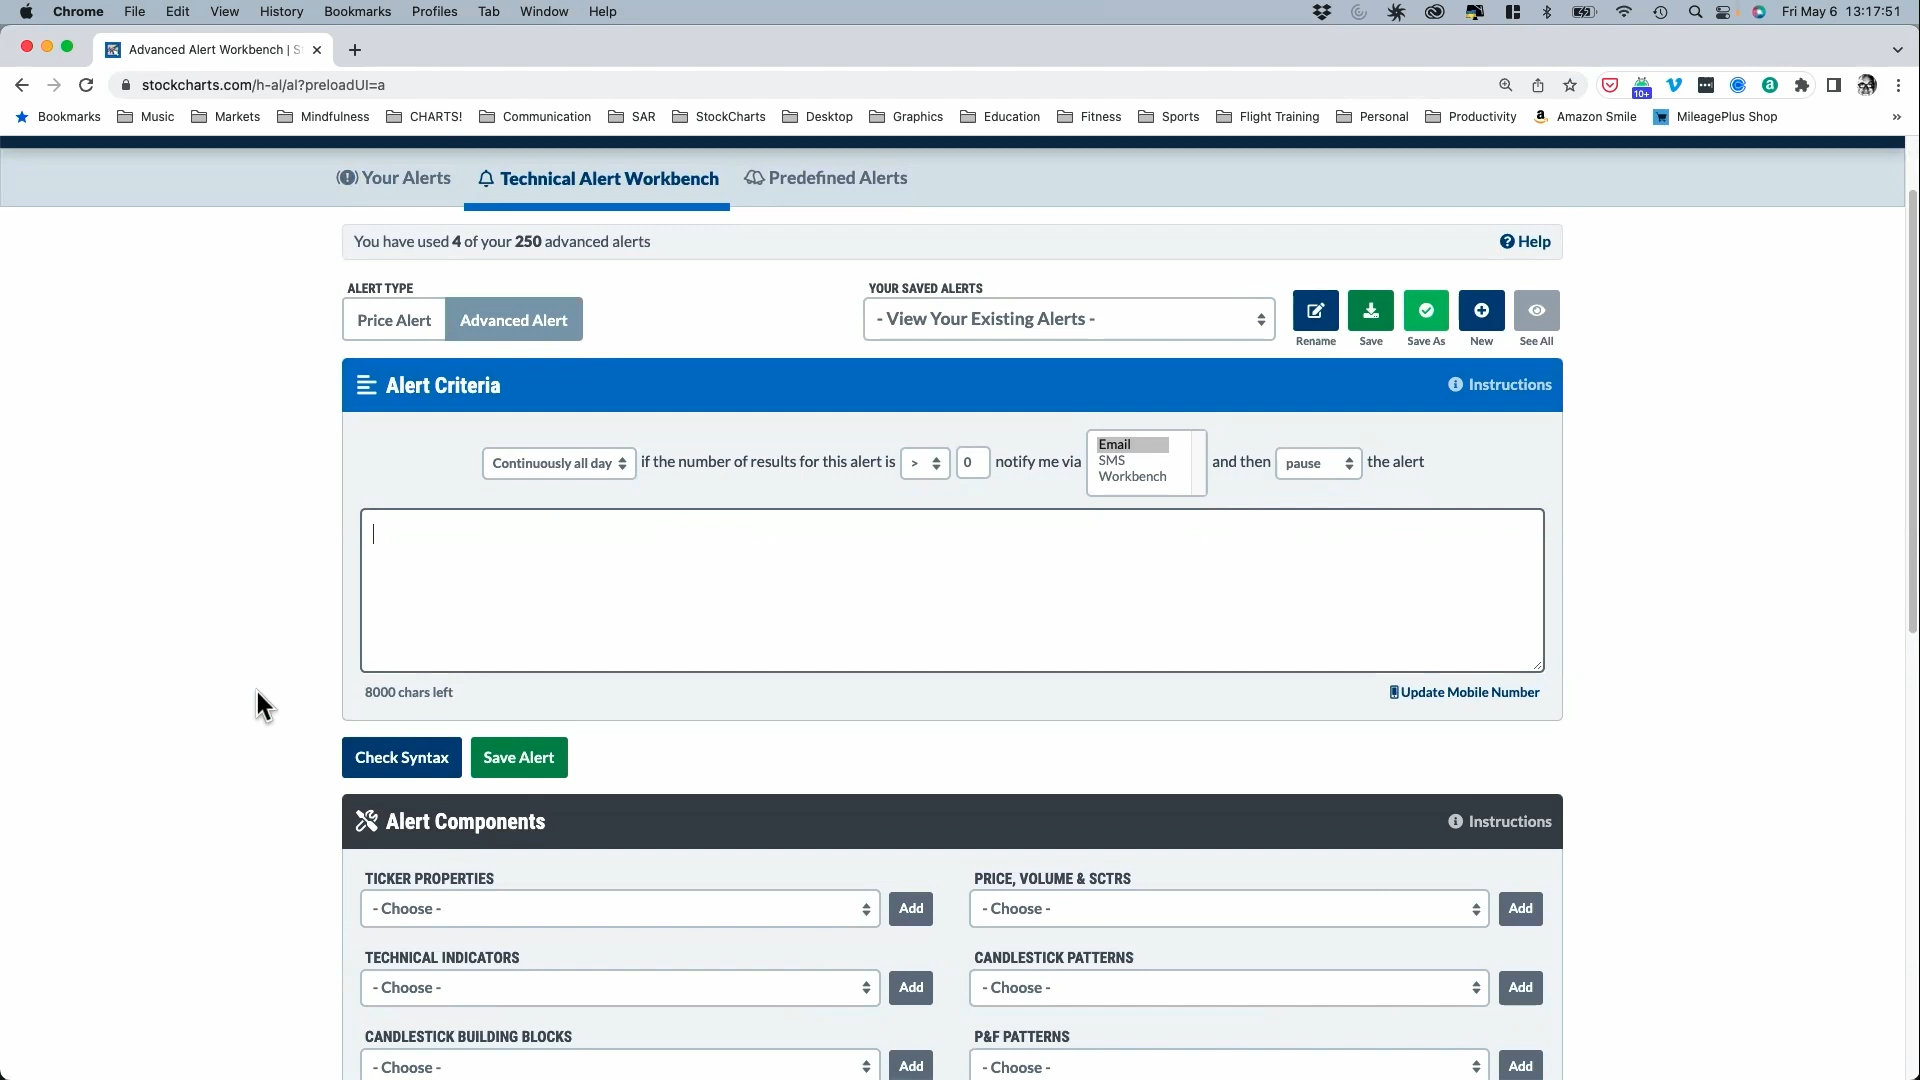 Chrome File Edit View History Bookmarks Profiles Tab Window Help Fri May 6 13:17:51
Advanced Alert Workbench | S
stockcharts.com/h-al/al?preloadUI=a 10+
Bookmarks Music Markets Mindfulness CHARTS! Communication SAR StockCharts Desktop Graphics Education Fitness Sports Flight Training Personal Productivity Amazon Smile MileagePlus Shop »
Your Alerts Technical Alert Workbench Predefined Alerts
You have used 4 of your 250 advanced alerts Help
ALERT TYPE YOUR SAVED ALERTS
Price Alert Advanced Alert - View Your Existing Alerts -
Rename Save Save As New See All
Alert Criteria Instructions
Continuously all day if the number of results for this alert is > 0 notify me via Email and then pause the alert
SMS
Workbench
8000 chars left Update Mobile Number
Check Syntax Save Alert
Alert Components Instructions
TICKER PROPERTIES PRICE, VOLUME & SCTRS
- Choose - Add - Choose - Add
TECHNICAL INDICATORS CANDLESTICK PATTERNS
- Choose - Add - Choose - Add
CANDLESTICK BUILDING BLOCKS P&F PATTERNS
- Choose - Add - Choose - Add